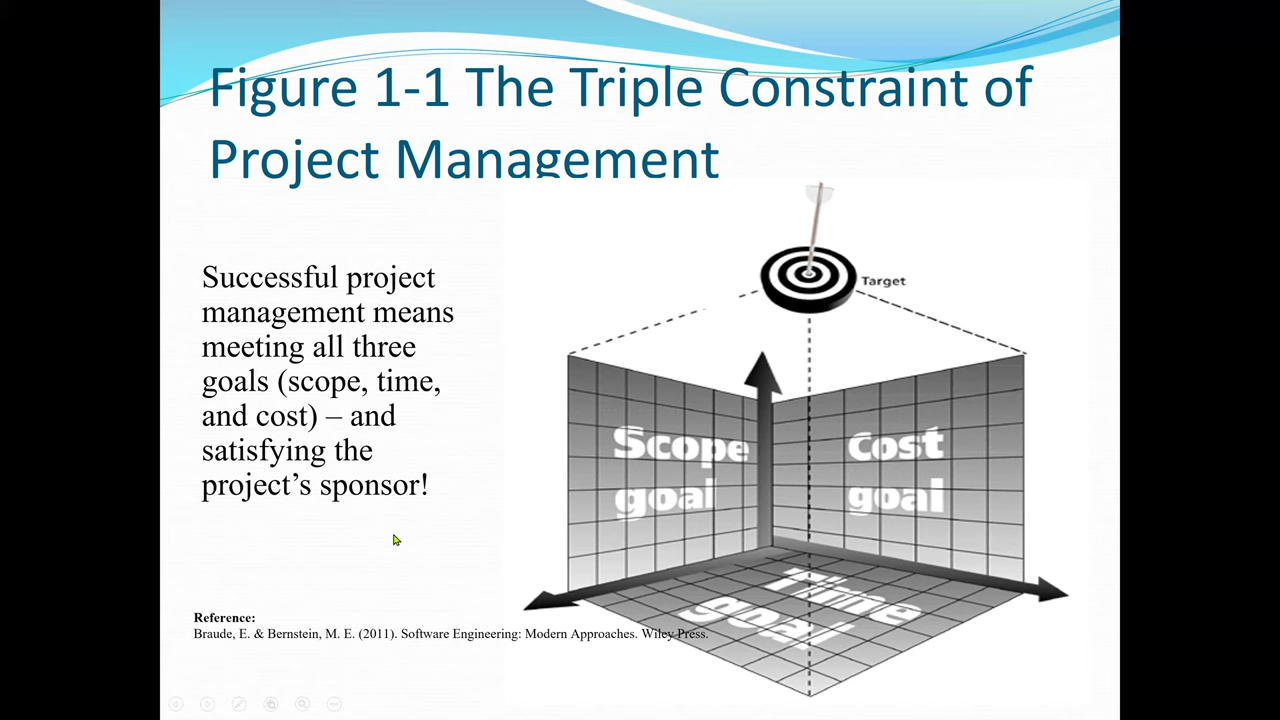 Figure 1-1 The Triple Constraint of
Project Management
Successful project
management means
meeting all three
goals (scope, time,
and cost) – and
satisfying the
project’s sponsor!
Target
Scope
goal
Cost
goal
Time
goal
Reference:
Braude, E. & Bernstein, M. E. (2011). Software Engineering: Modern Approaches. Wiley Press.